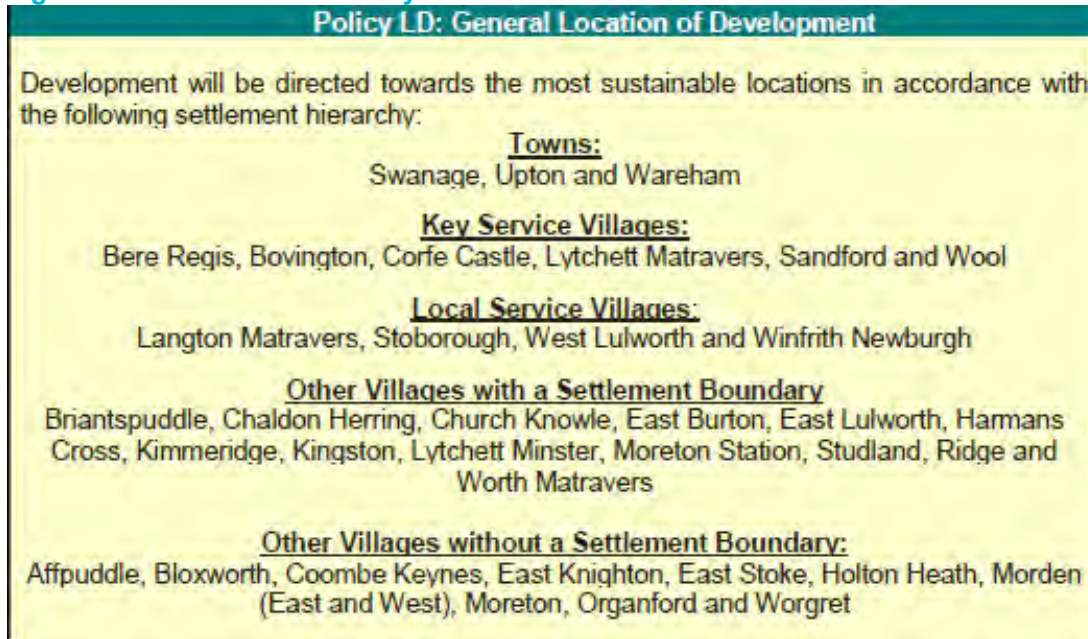 Policy LD: General Location of Development
Development will be directed towards the most sustainable locations in accordance with
the following settlement hierarchy:
Towns:
Swanage, Upton and Wareham
Key Service Villages:
Bere Regis, Bovington, Corfe Castle, Lytchett Matravers, Sandford and Wool
Local Service Villages:
Langton Matravers, Stoborough, West Lulworth and Winfrith Newburgh
Other Villages with a Settlement Boundary
Briantspuddle, Chaldon Herring, Church Knowle, East Burton, East Lulworth, Harmans
Cross, Kimmeridge, Kingston, Lytchett Minster, Moreton Station, Studland, Ridge and
Worth Matravers
Other Villages without a Settlement Boundary:
Affpuddle, Bloxworth, Coombe Keynes, East Knighton, East Stoke, Holton Heath, Morden
(East and West), Moreton, Organford and Worgret